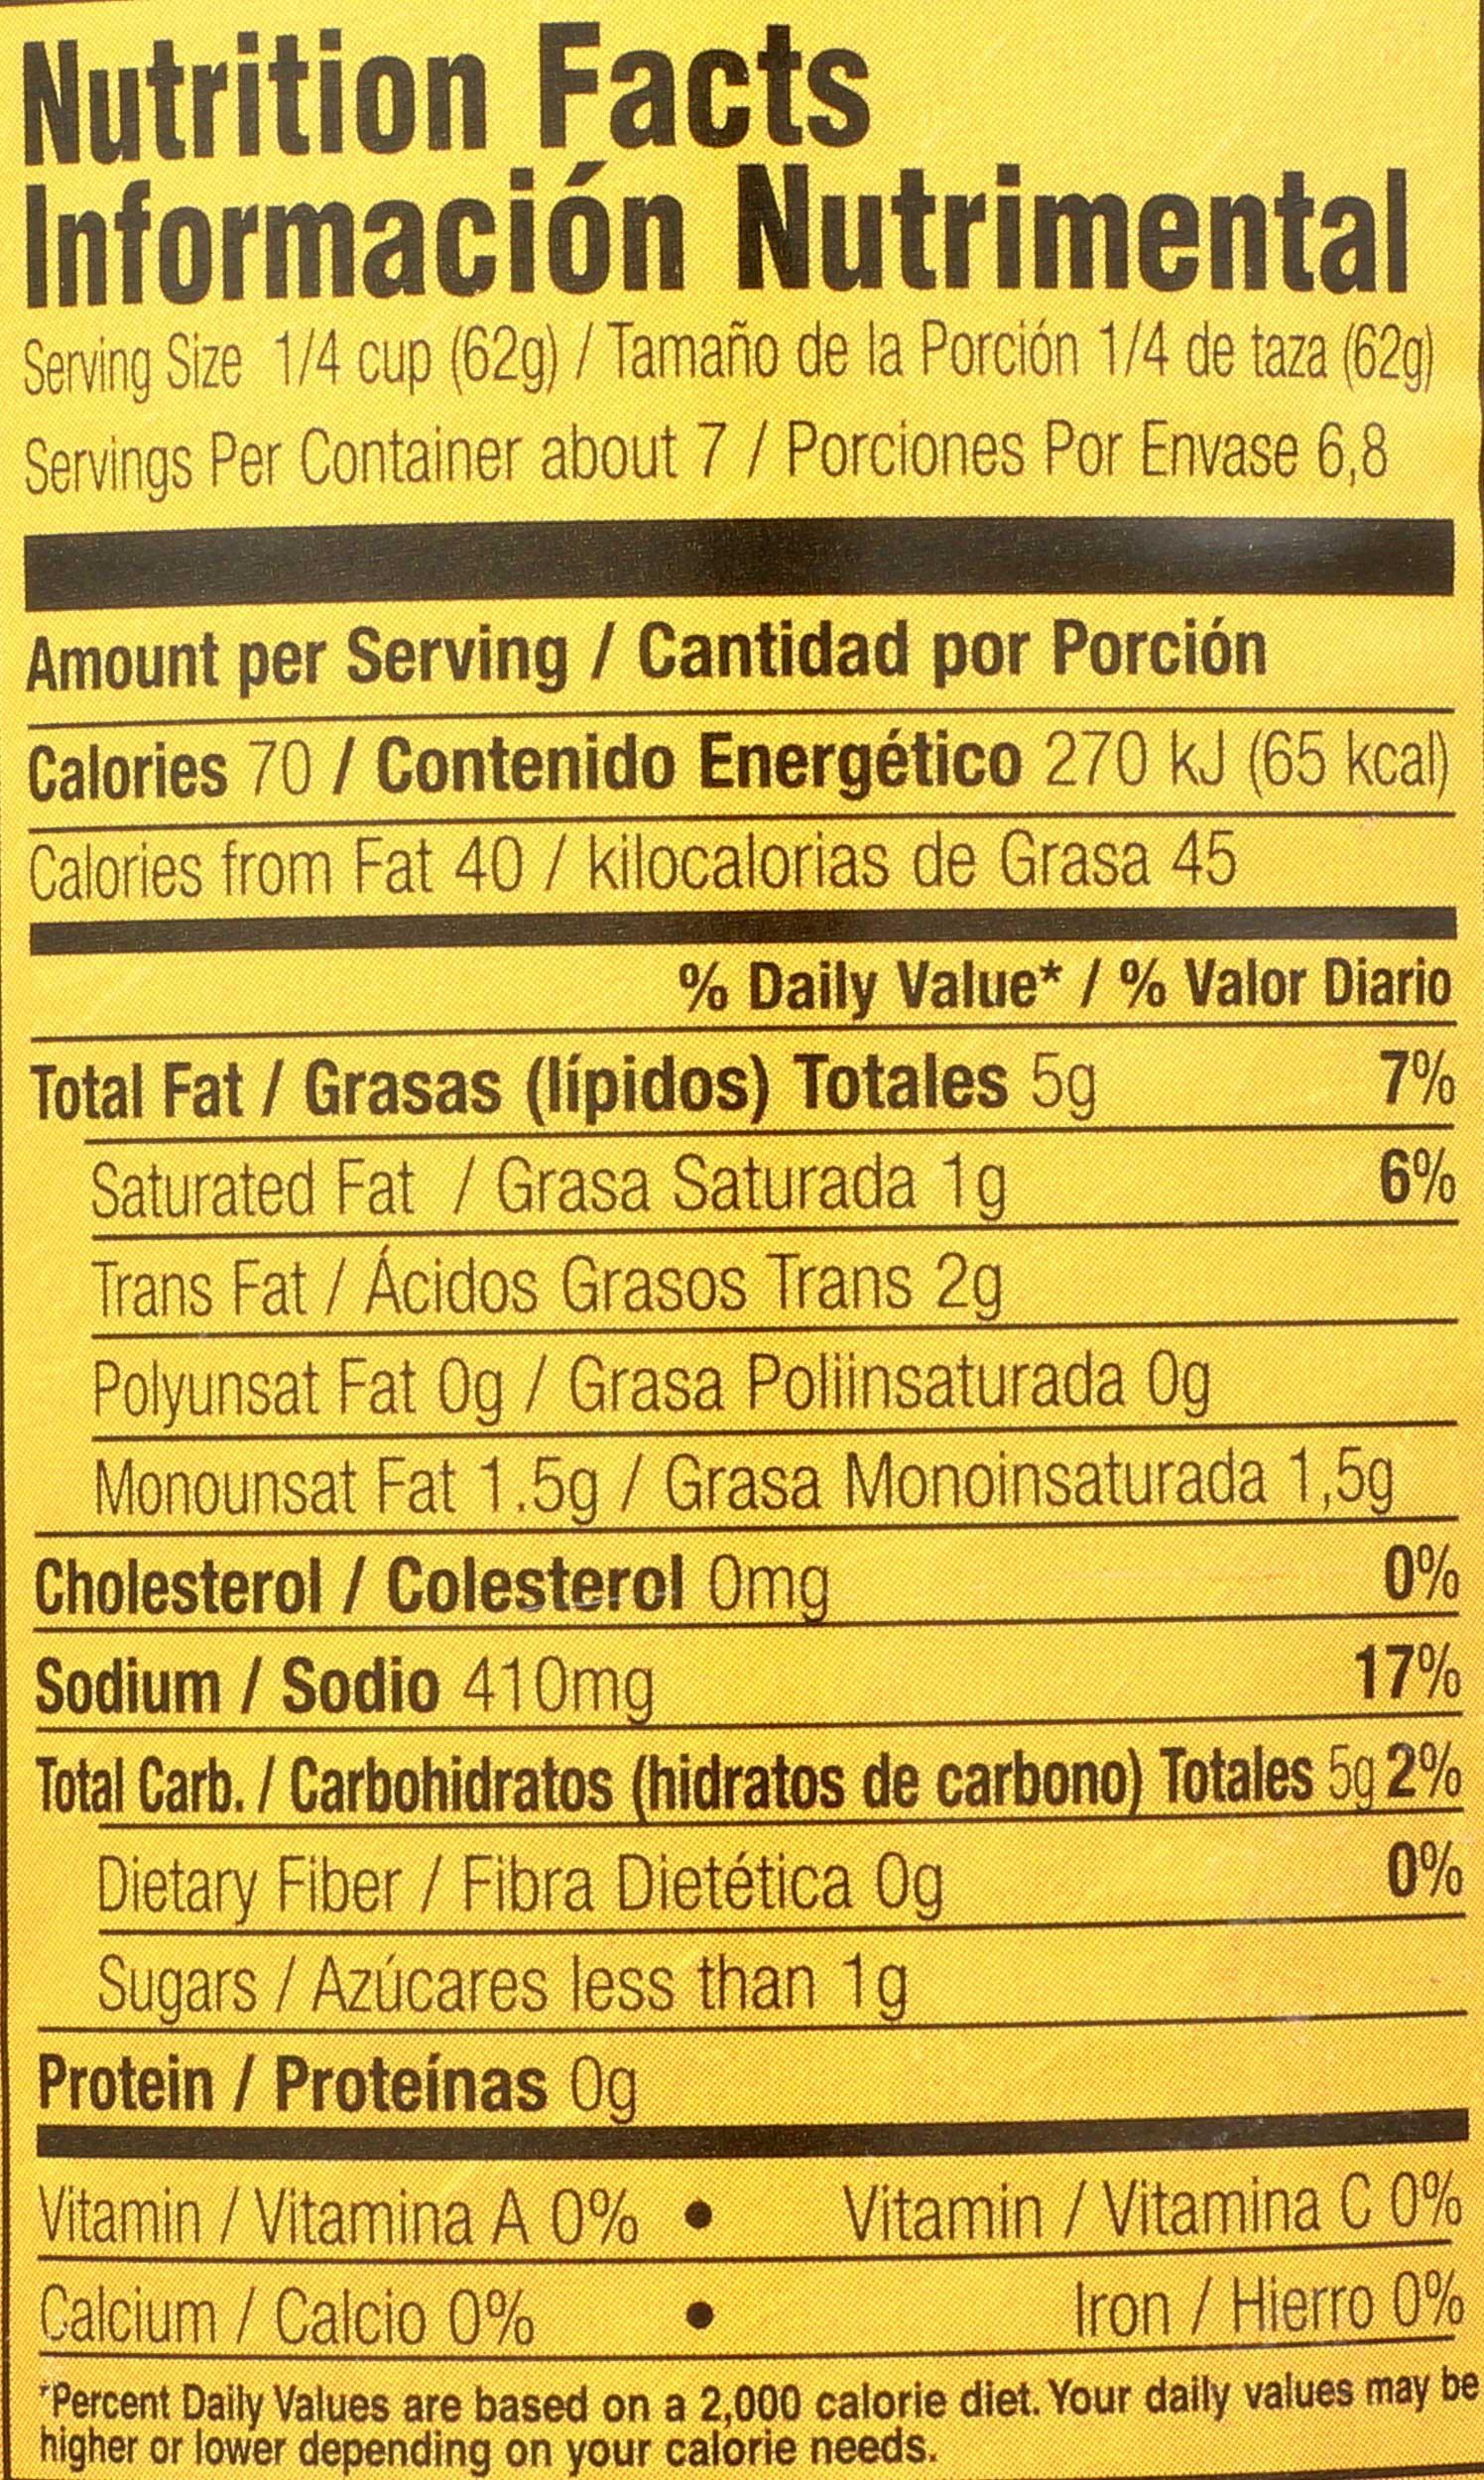 Nutrition Facts
Información Nutrimental
Serving Size 1/4 cup (62g) / Tamaño de la Porción 1/4 de taza (62g)
Servings Per Container about 7 / Porciones Por Envase 6,8
Amount per Serving / Cantidad por Porción
Calories 70 / Contenido Energético 270 kJ (65 kcal)
Calories from Fat 40 / kilocalorias de Grasa 45
% Daily Value* / % Valor Diario
Total Fat / Grasas (lípidos) Totales 5g 7%
Saturated Fat / Grasa Saturada 1g 6%
Trans Fat / Ácidos Grasos Trans 2g
Polyunsat Fat 0g / Grasa Poliinsaturada 0g
Monounsat Fat 1.5g / Grasa Monoinsaturada 1,5g
Cholesterol / Colesterol 0mg 0%
Sodium / Sodio 410mg 17%
Total Carb. / Carbohidratos (hidratos de carbono) Totales 5g 2%
Dietary Fiber / Fibra Dietética 0g 0%
Sugars / Azúcares less than 1g
Protein / Proteínas 0g
Vitamin / Vitamina A 0% • Vitamin / Vitamina C 0%
Calcium / Calcio 0% • Iron / Hierro 0%
*Percent Daily Values are based on a 2,000 calorie diet. Your daily values may be
higher or lower depending on your calorie needs.